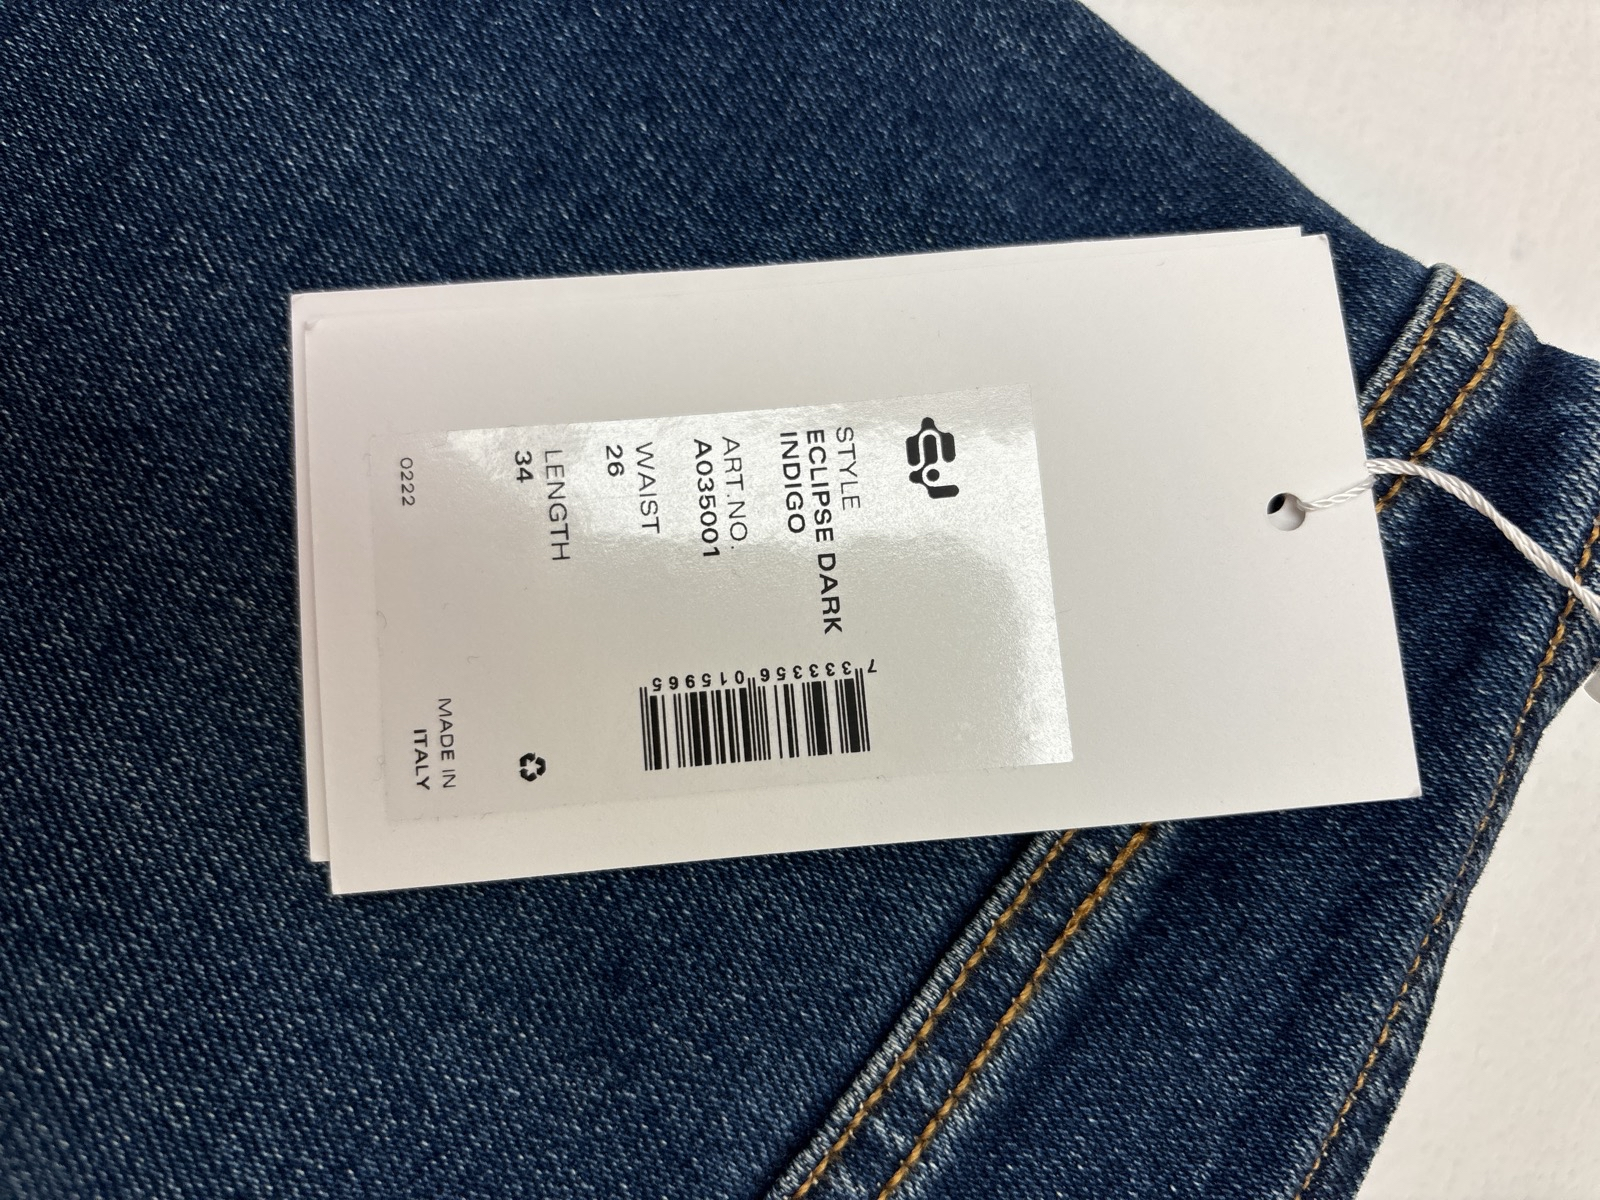 STYLE
ECLIPSE DARK
INDIGO
ART.NO.
A035001
WAIST
26
LENGTH
34
0222
7 333356 015965
MADE IN
ITALY